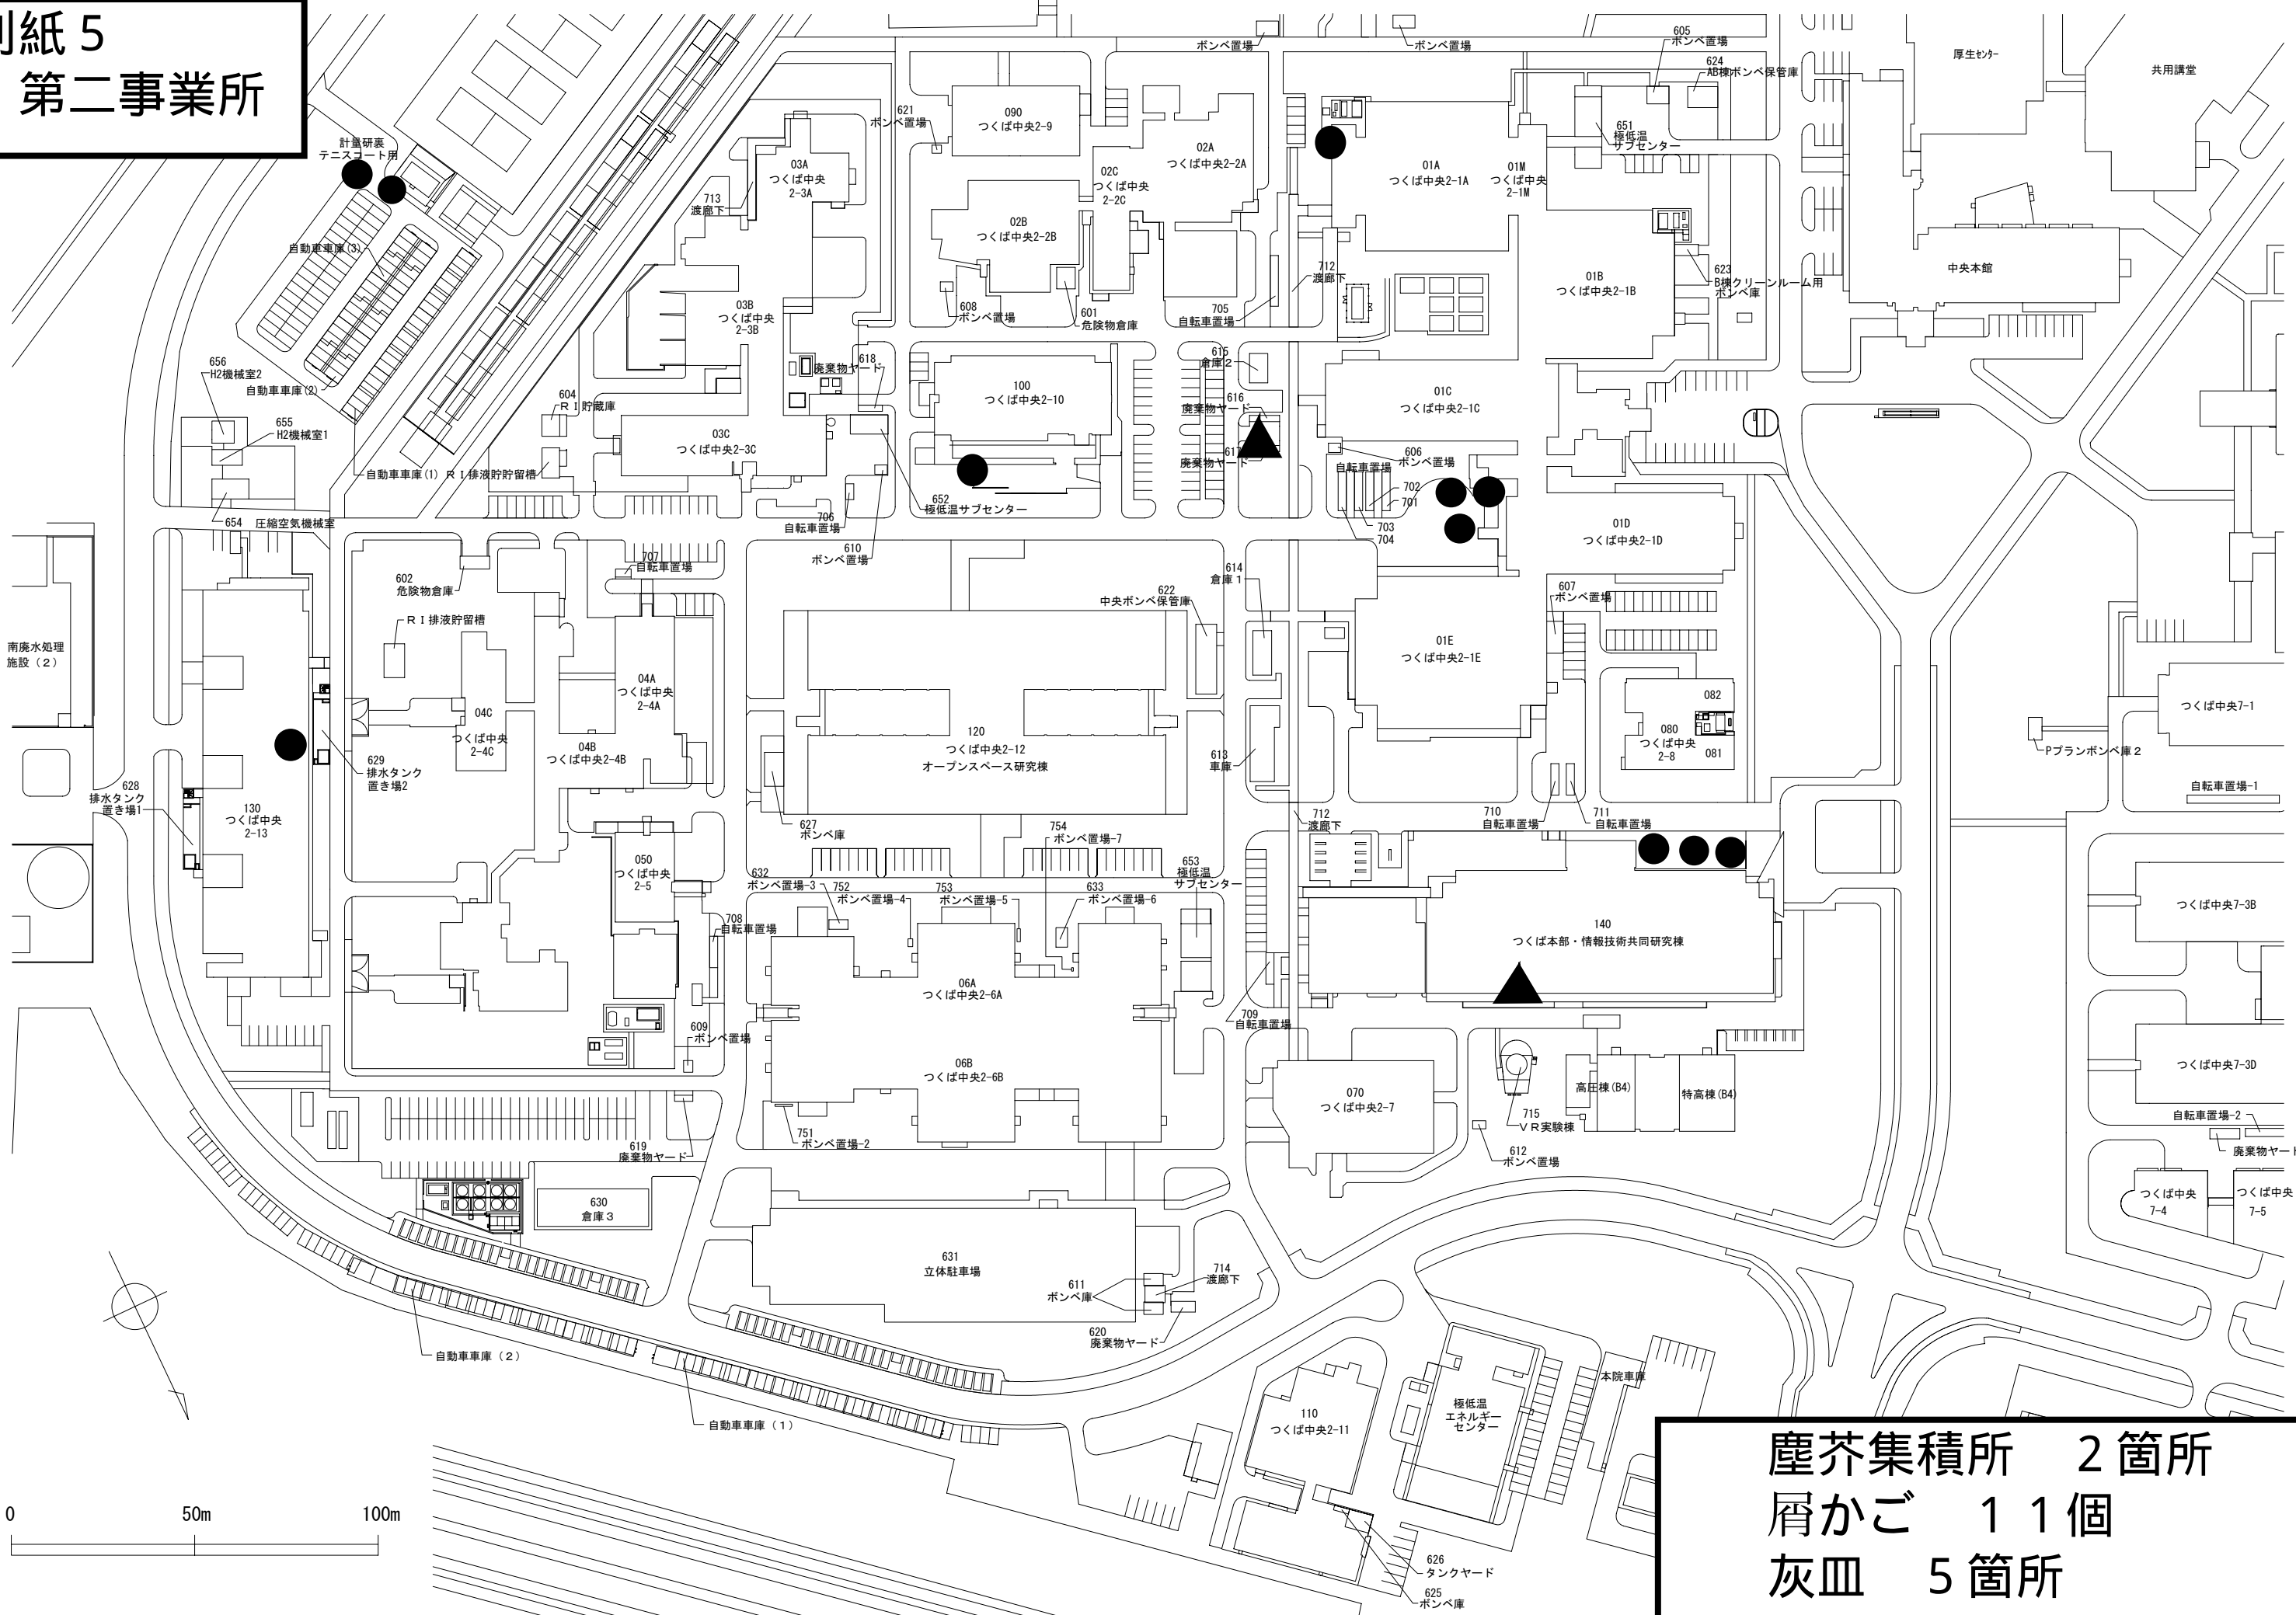 別紙５
第二事業所
計量研裏
テニスコート用
自動車車庫(3)
自動車車庫(2)
自動車車庫(1)
656
H2機械室2
655
H2機械室1
654 圧縮空気機械室
ＲＩ排液貯貯留槽
604
ＲＩ貯蔵庫
713
渡廊下
03A
つくば中央
2-3A
03B
つくば中央
2-3B
03C
つくば中央2-3C
廃棄物ヤード
618
621
ボンベ置場
090
つくば中央2-9
02A
つくば中央2-2A
02C
つくば中央
2-2C
02B
つくば中央2-2B
608
ボンベ置場
601
危険物倉庫
ボンベ置場
ボンベ置場
705
自転車置場
712
渡廊下
01A
つくば中央2-1A
01M
つくば中央
2-1M
605
ボンベ置場
624
AB棟ボンベ保管庫
651
極低温
サブセンター
01B
つくば中央2-1B
623
B棟クリーンルーム用
ボンベ庫
厚生センター
共用講堂
中央本館
100
つくば中央2-10
615
倉庫２
616
廃棄物ヤード
617
廃棄物ヤード
01C
つくば中央2-1C
606
ボンベ置場
自転車置場
702
701
703
704
652
極低温サブセンター
706
自転車置場
610
ボンベ置場
01D
つくば中央2-1D
602
危険物倉庫
ＲＩ排液貯留槽
707
自転車置場
南廃水処理
施設（２）
04A
つくば中央
2-4A
04C
つくば中央
2-4C
04B
つくば中央2-4B
622
中央ボンベ保管庫
614
倉庫１
613
車庫
120
つくば中央2-12
オープンスペース研究棟
01E
つくば中央2-1E
607
ボンベ置場
082
080
つくば中央
2-8
081
710
自転車置場
711
自転車置場
つくば中央7-1
Pプランボンベ庫２
自転車置場-1
629
排水タンク
置き場2
628
排水タンク
置き場1
130
つくば中央
2-13
050
つくば中央
2-5
627
ボンベ庫
754
ボンベ置場-7
632
ボンベ置場-3
752
ボンベ置場-4
753
ボンベ置場-5
633
ボンベ置場-6
653
極低温
サブセンター
712
渡廊下
708
自転車置場
140
つくば本部・情報技術共同研究棟
つくば中央7-3B
06A
つくば中央2-6A
06B
つくば中央2-6B
709
自転車置場
609
ボンベ置場
751
ボンベ置場-2
619
廃棄物ヤード
070
つくば中央2-7
715
ＶＲ実験棟
高圧棟(B4)
特高棟(B4)
612
ボンベ置場
つくば中央7-3D
自転車置場-2
廃棄物ヤード
つくば中央
7-4
つくば中央
7-5
630
倉庫３
631
立体駐車場
611
ボンベ庫
714
渡廊下
620
廃棄物ヤード
自動車車庫（２）
自動車車庫（１）
110
つくば中央2-11
極低温
エネルギー
センター
本院車庫
626
タンクヤード
625
ボンベ庫
0 50m 100m
塵芥集積所 ２箇所
屑かご １１個
灰皿 ５箇所